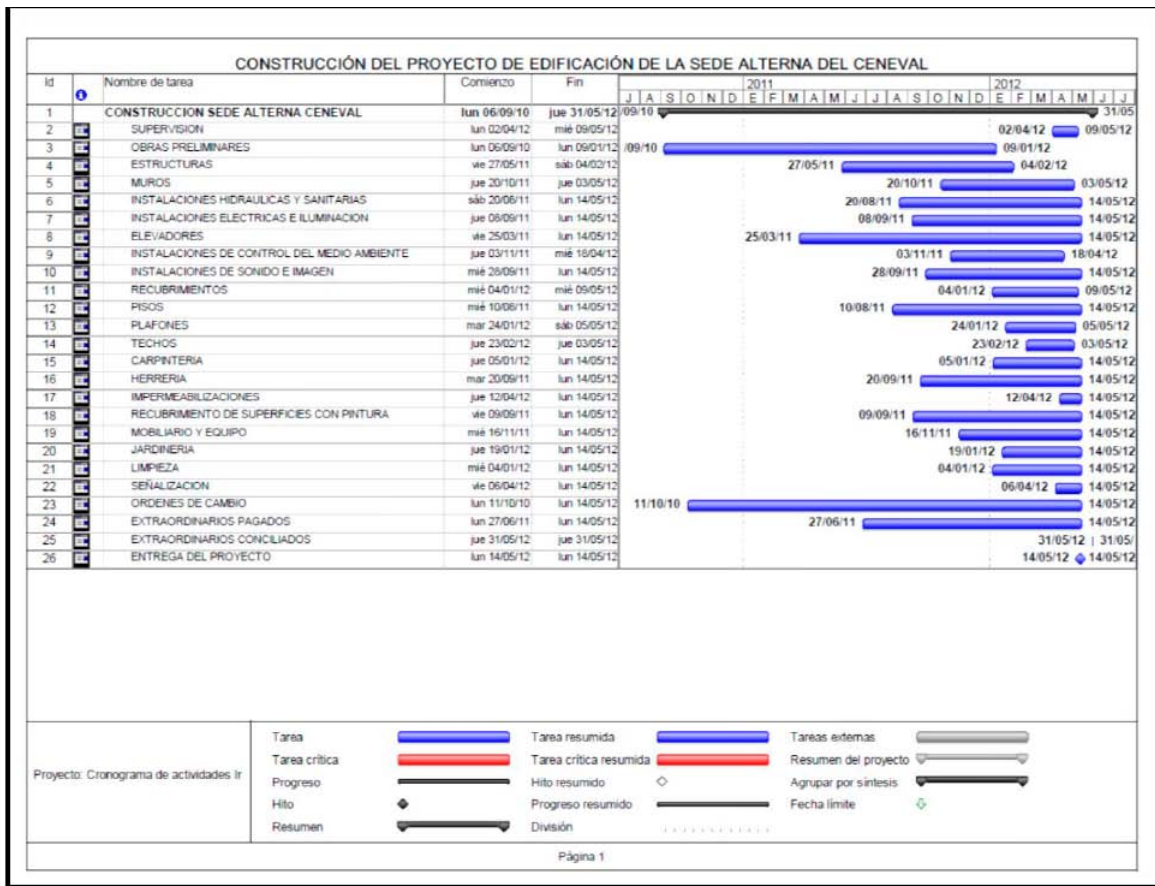 CONSTRUCCIÓN DEL PROYECTO DE EDIFICACIÓN DE LA SEDE ALTERNA DEL CENEVAL
Id Nombre de tarea Comienzo Fin 2011 2012
J A S O N D E F M A M J J A S O N D E F M A M J J
1 CONSTRUCCION SEDE ALTERNA CENEVAL lun 06/09/10 jue 31/05/12 /09/10 31/05
2 SUPERVISION lun 02/04/12 mié 09/05/12 02/04/12 09/05/12
3 OBRAS PRELIMINARES lun 06/09/10 lun 09/01/12 /09/10 09/01/12
4 ESTRUCTURAS vie 27/05/11 sáb 04/02/12 27/05/11 04/02/12
5 MUROS jue 20/10/11 jue 03/05/12 20/10/11 03/05/12
6 INSTALACIONES HIDRAULICAS Y SANITARIAS sáb 20/08/11 lun 14/05/12 20/08/11 14/05/12
7 INSTALACIONES ELECTRICAS E ILUMINACION jue 08/09/11 lun 14/05/12 08/09/11 14/05/12
8 ELEVADORES vie 25/03/11 lun 14/05/12 25/03/11 14/05/12
9 INSTALACIONES DE CONTROL DEL MEDIO AMBIENTE jue 03/11/11 mié 18/04/12 03/11/11 18/04/12
10 INSTALACIONES DE SONIDO E IMAGEN mié 28/09/11 lun 14/05/12 28/09/11 14/05/12
11 RECUBRIMIENTOS mié 04/01/12 mié 09/05/12 04/01/12 09/05/12
12 PISOS mié 10/08/11 lun 14/05/12 10/08/11 14/05/12
13 PLAFONES mar 24/01/12 sáb 05/05/12 24/01/12 05/05/12
14 TECHOS jue 23/02/12 jue 03/05/12 23/02/12 03/05/12
15 CARPINTERIA jue 05/01/12 lun 14/05/12 05/01/12 14/05/12
16 HERRERIA mar 20/09/11 lun 14/05/12 20/09/11 14/05/12
17 IMPERMEABILIZACIONES jue 12/04/12 lun 14/05/12 12/04/12 14/05/12
18 RECUBRIMIENTO DE SUPERFICIES CON PINTURA vie 09/09/11 lun 14/05/12 09/09/11 14/05/12
19 MOBILIARIO Y EQUIPO mié 16/11/11 lun 14/05/12 16/11/11 14/05/12
20 JARDINERIA jue 19/01/12 lun 14/05/12 19/01/12 14/05/12
21 LIMPIEZA mié 04/01/12 lun 14/05/12 04/01/12 14/05/12
22 SEÑALIZACION vie 06/04/12 lun 14/05/12 06/04/12 14/05/12
23 ORDENES DE CAMBIO lun 11/10/10 lun 14/05/12 11/10/10 14/05/12
24 EXTRAORDINARIOS PAGADOS lun 27/06/11 lun 14/05/12 27/06/11 14/05/12
25 EXTRAORDINARIOS CONCILIADOS jue 31/05/12 jue 31/05/12 31/05/12 31/05/
26 ENTREGA DEL PROYECTO lun 14/05/12 lun 14/05/12 14/05/12 14/05/12
Proyecto: Cronograma de actividades Ir
Tarea Tarea resumida Tareas externas
Tarea crítica Tarea crítica resumida Resumen del proyecto
Progreso Hito resumido Agrupar por síntesis
Hito Progreso resumido Fecha límite
Resumen División
Página 1